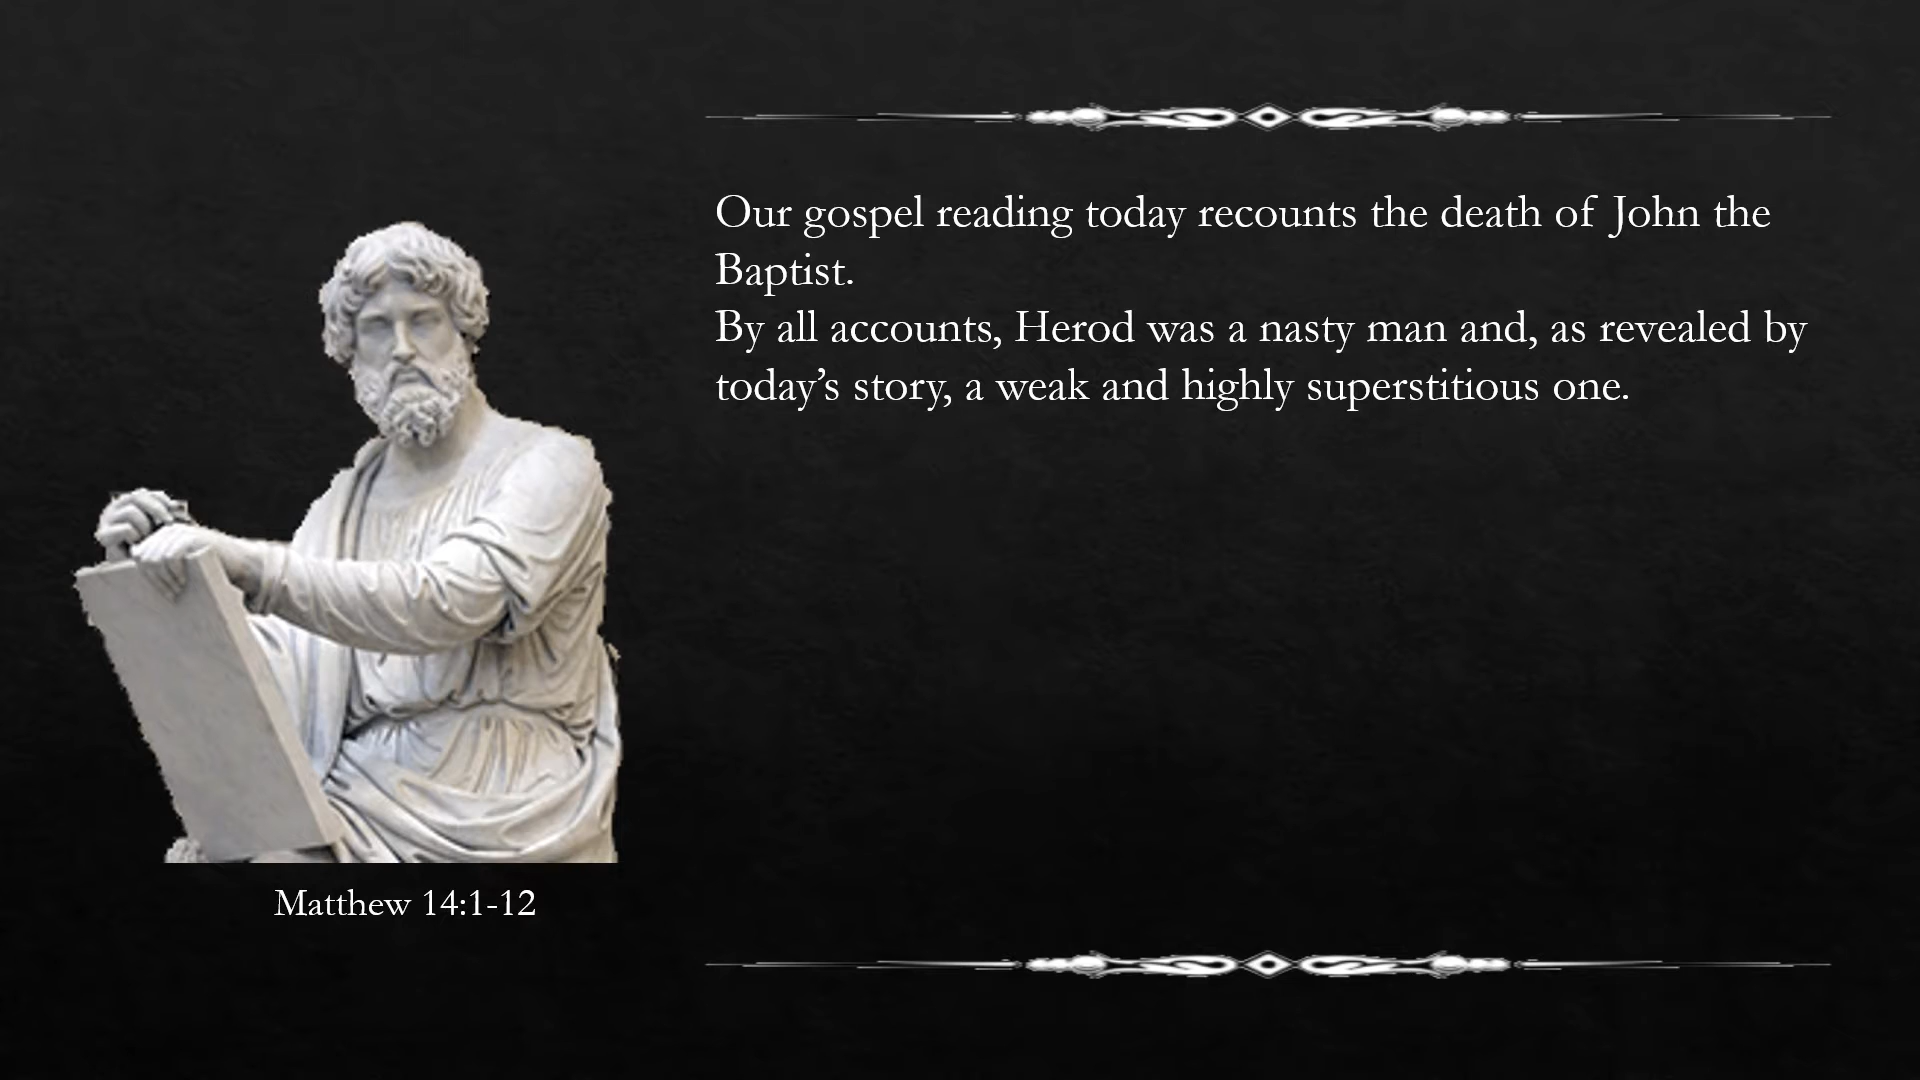 Our gospel reading today recounts the death of John the
Baptist.
By all accounts, Herod was a nasty man and, as revealed by
today’s story, a weak and highly superstitious one.
Matthew 14:1-12